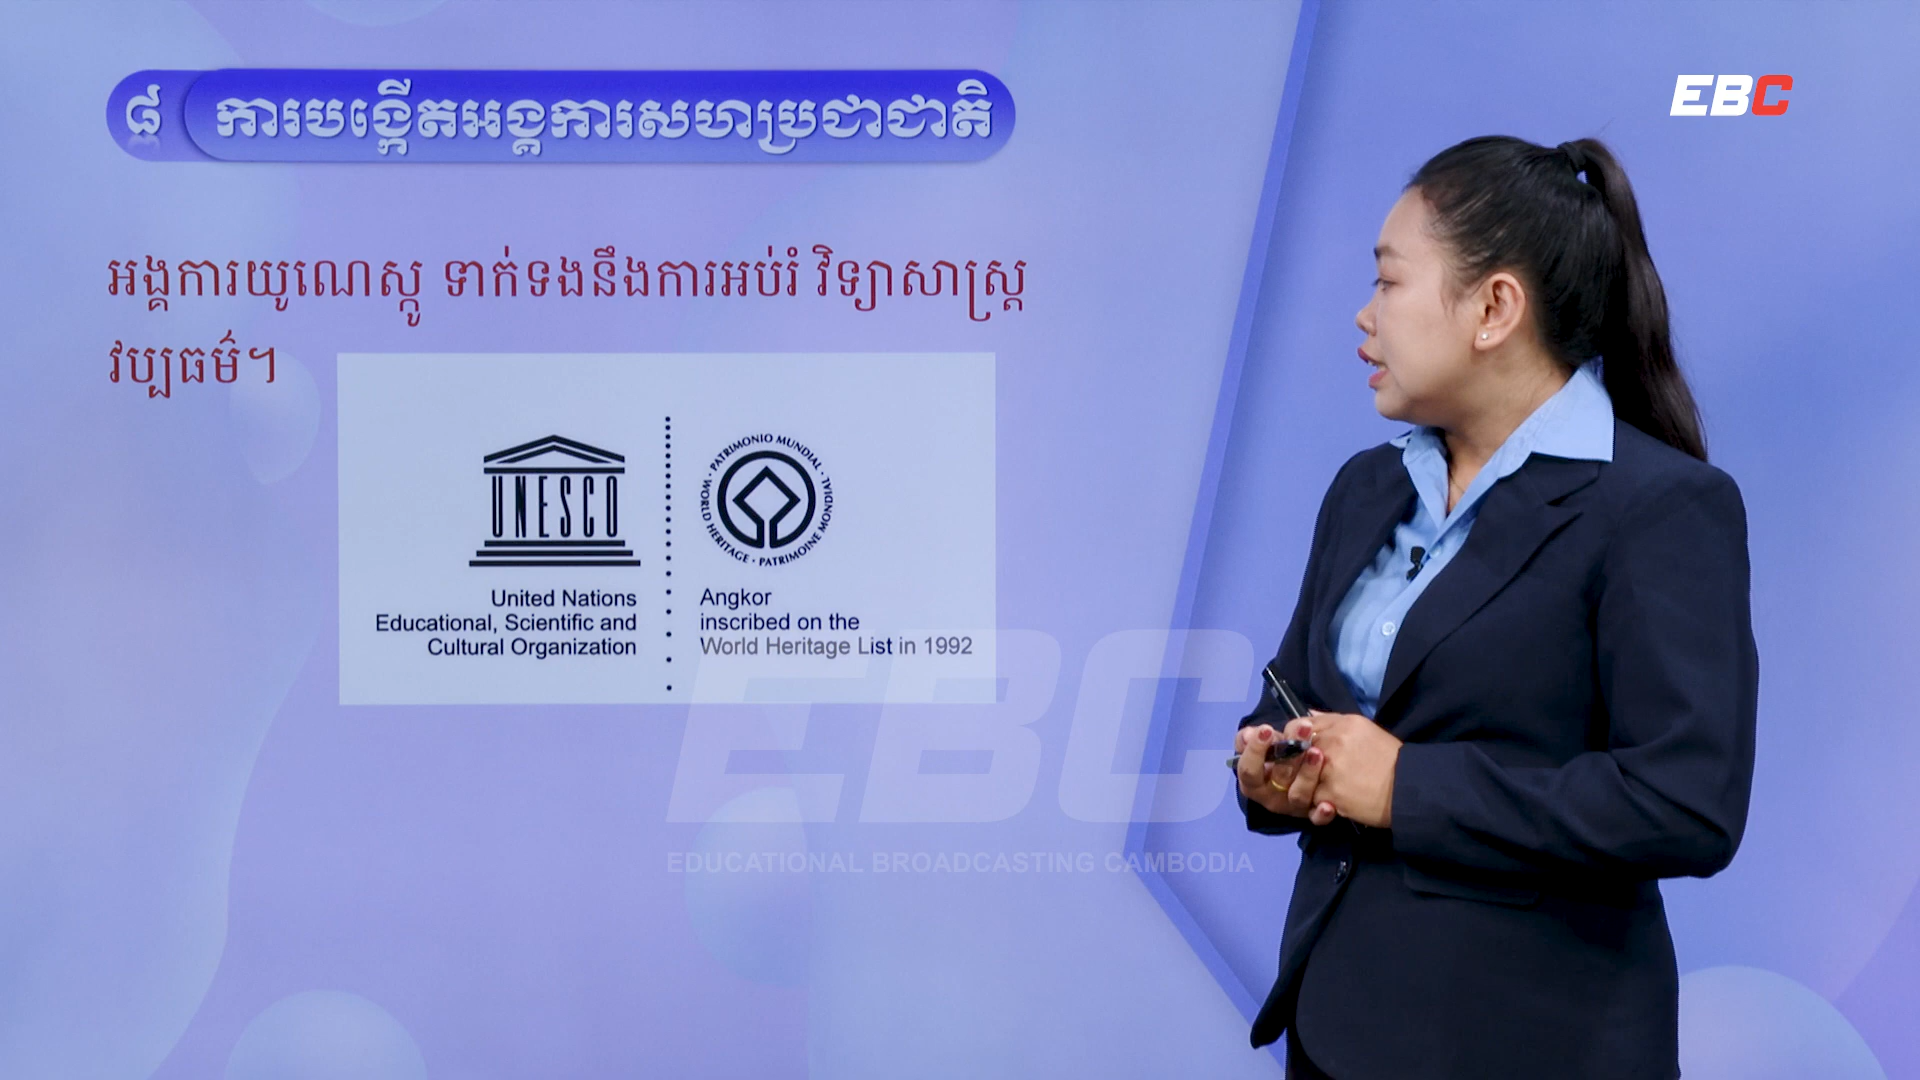 ៨ ការបង្កើតអង្គការសហប្រជាជាតិ
EBC
អង្គការយូណេស្កូ ទាក់ទងនឹងការអប់រំ វិទ្យាសាស្ត្រ
វប្បធម៌។
UNESCO
United Nations
Educational, Scientific and
Cultural Organization
WORLD HERITAGE · PATRIMONIO MUNDIAL · PATRIMOINE MONDIAL ·
Angkor
inscribed on the
World Heritage List in 1992
EBC
EDUCATIONAL BROADCASTING CAMBODIA